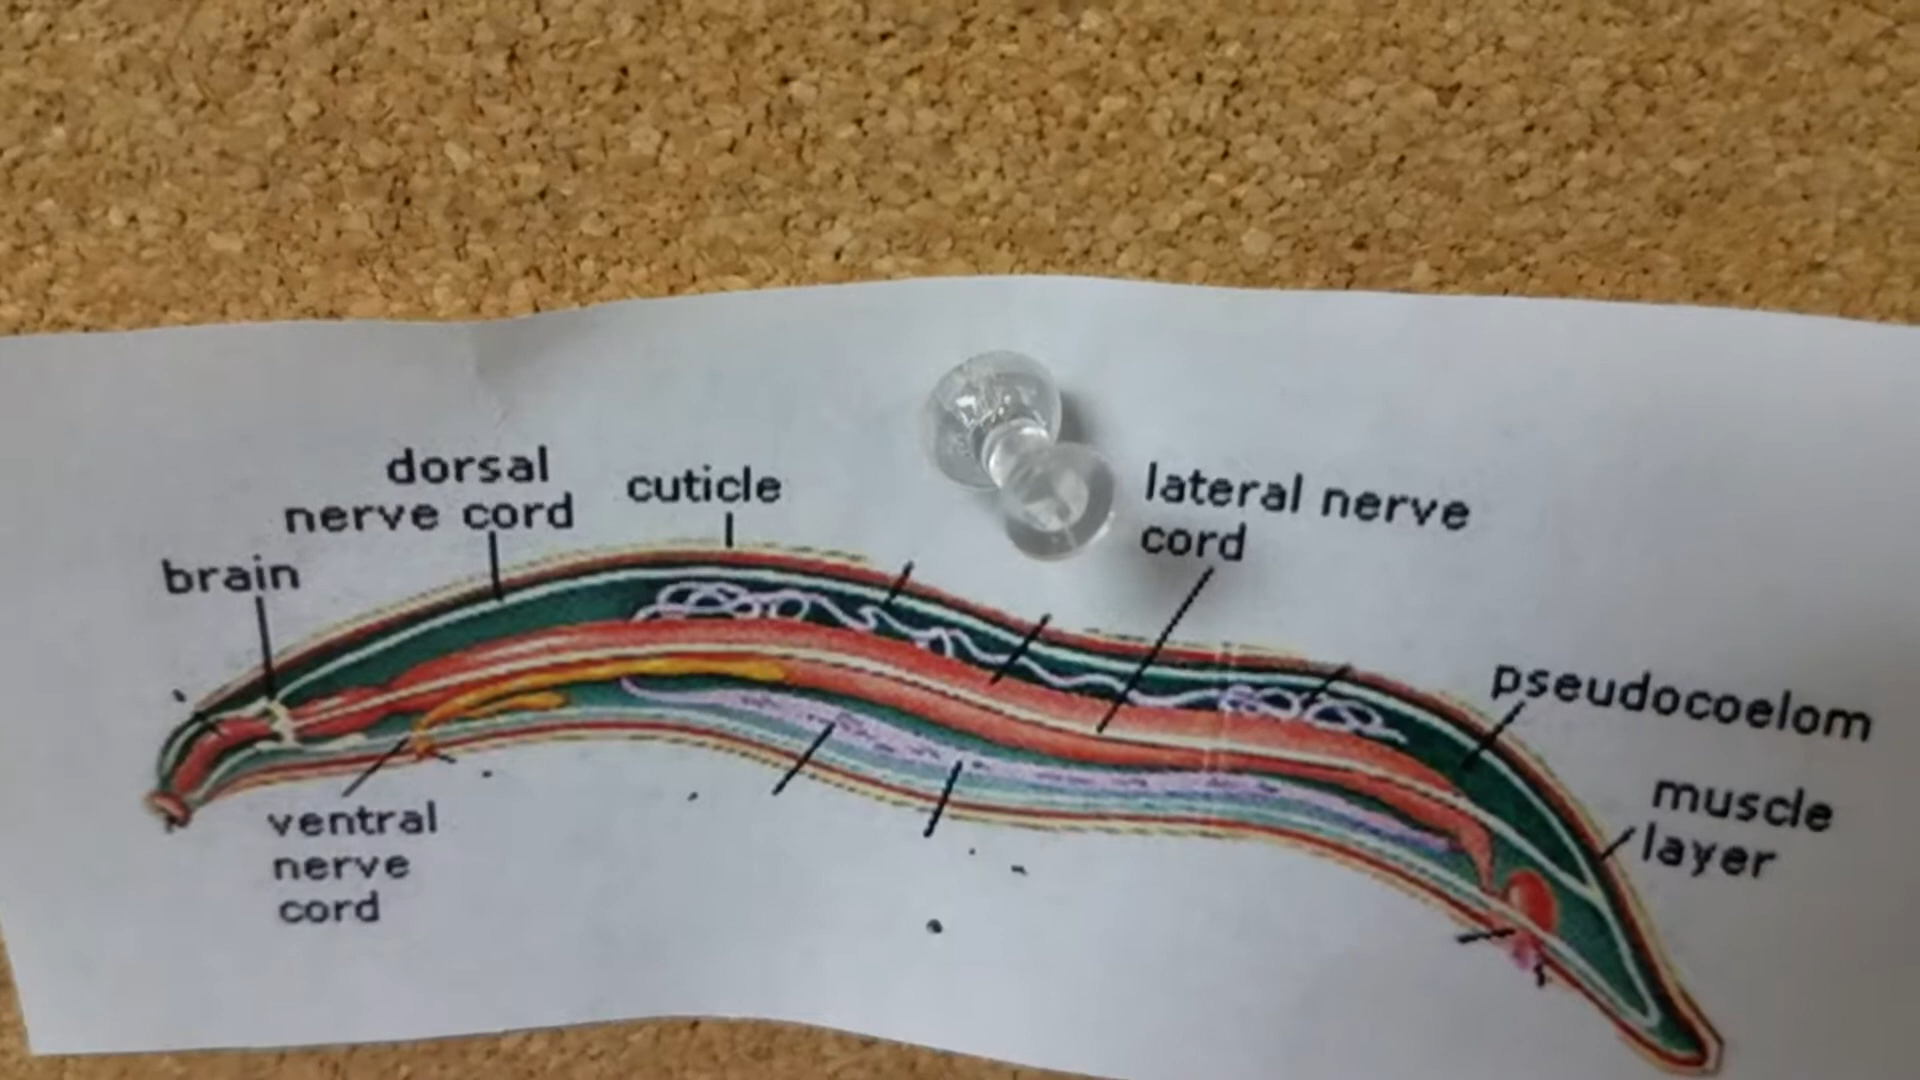 dorsal
nerve cord
cuticle
lateral nerve
cord
brain
pseudocoelom
muscle
layer
ventral
nerve
cord